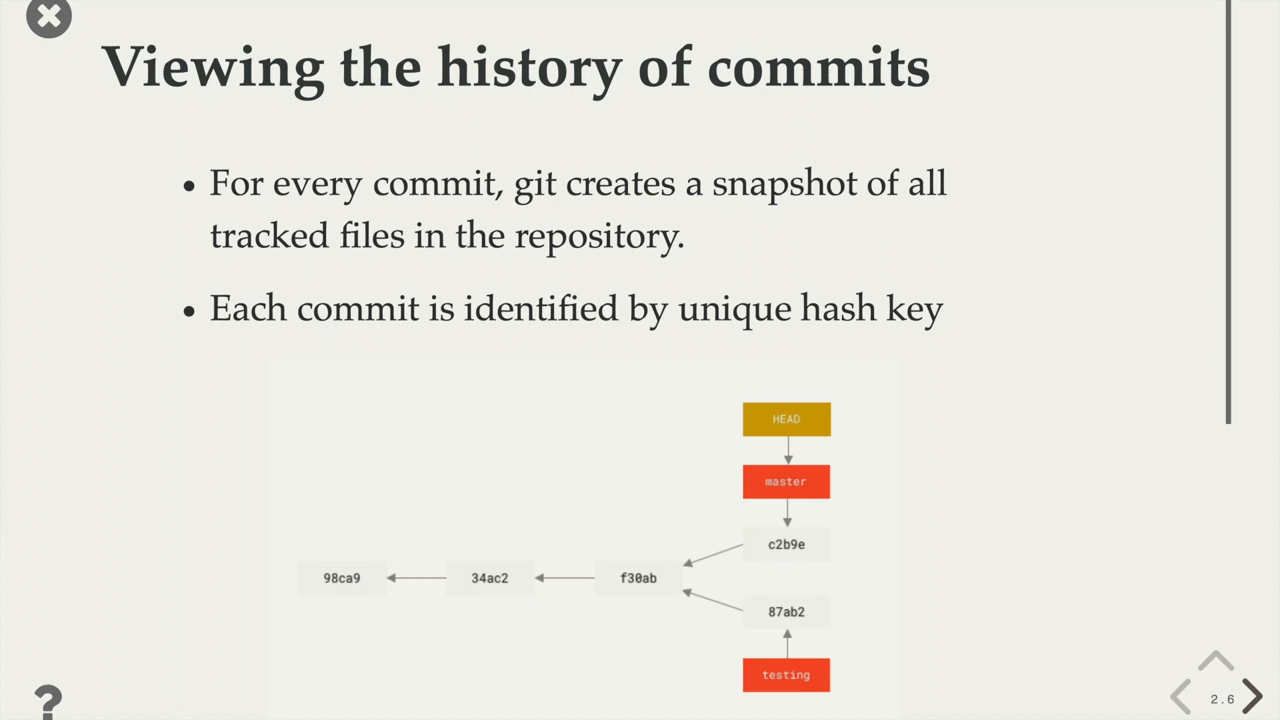 Viewing the history of commits
• For every commit, git creates a snapshot of all
tracked files in the repository.
• Each commit is identified by unique hash key
HEAD
master
c2b9e
98ca9
34ac2
f30ab
87ab2
testing
?
2.6